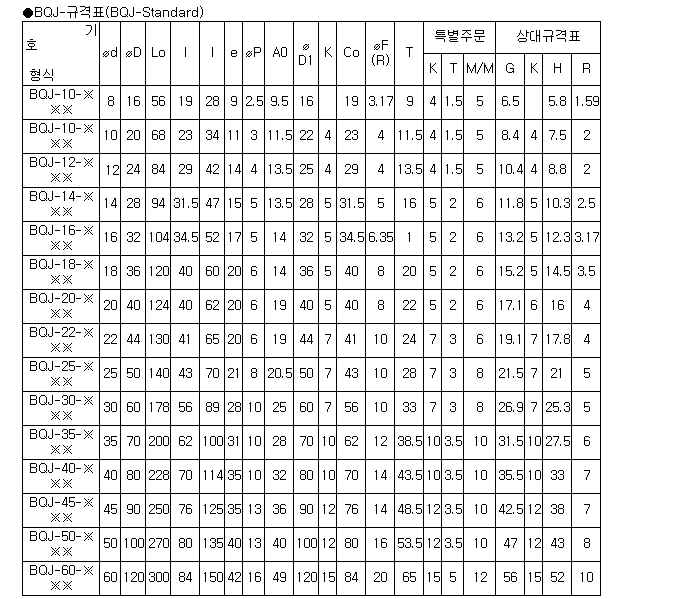 ●BQJ-규격표(BQJ-Standard)
기
호
형식
ød øD Lo l l e øP A0 ø D1 K Co øF (R) T 특별주문 상대규격표
K T M/M G K H R
BQJ-10-※ ※※ 8 16 56 19 28 9 2.5 9.5 16 19 3.17 9 4 1.5 5 6.5 5.8 1.59
BQJ-10-※ ※※ 10 20 68 23 34 11 3 11.5 22 4 23 4 11.5 4 1.5 5 8.4 4 7.5 2
BQJ-12-※ ※※ 12 24 84 29 42 14 4 13.5 25 4 29 4 13.5 4 1.5 5 10.4 4 8.8 2
BQJ-14-※ ※※ 14 28 94 31.5 47 15 5 13.5 28 5 31.5 5 16 5 2 6 11.8 5 10.3 2.5
BQJ-16-※ ※※ 16 32 104 34.5 52 17 5 14 32 5 34.5 6.35 1 5 2 6 13.2 5 12.3 3.17
BQJ-18-※ ※※ 18 36 120 40 60 20 6 14 36 5 40 8 20 5 2 6 15.2 5 14.5 3.5
BQJ-20-※ ※※ 20 40 124 40 62 20 6 19 40 5 40 8 22 5 2 6 17.1 6 16 4
BQJ-22-※ ※※ 22 44 130 41 65 20 6 19 44 7 41 10 24 7 3 6 19.1 7 17.8 4
BQJ-25-※ ※※ 25 50 140 43 70 21 8 20.5 50 7 43 10 28 7 3 8 21.5 7 21 5
BQJ-30-※ ※※ 30 60 178 56 89 28 10 25 60 7 56 10 33 7 3 8 26.9 7 25.3 5
BQJ-35-※ ※※ 35 70 200 62 100 31 10 28 70 10 62 12 38.5 10 3.5 10 31.5 10 27.5 6
BQJ-40-※ ※※ 40 80 228 70 114 35 10 32 80 10 70 14 43.5 10 3.5 10 35.5 10 33 7
BQJ-45-※ ※※ 45 90 250 76 125 35 13 36 90 12 76 14 48.5 12 3.5 10 42.5 12 38 7
BQJ-50-※ ※※ 50 100 270 80 135 40 13 40 100 12 80 16 53.5 12 3.5 10 47 12 43 8
BQJ-60-※ ※※ 60 120 300 84 150 42 16 49 120 15 84 20 65 15 5 12 56 15 52 10